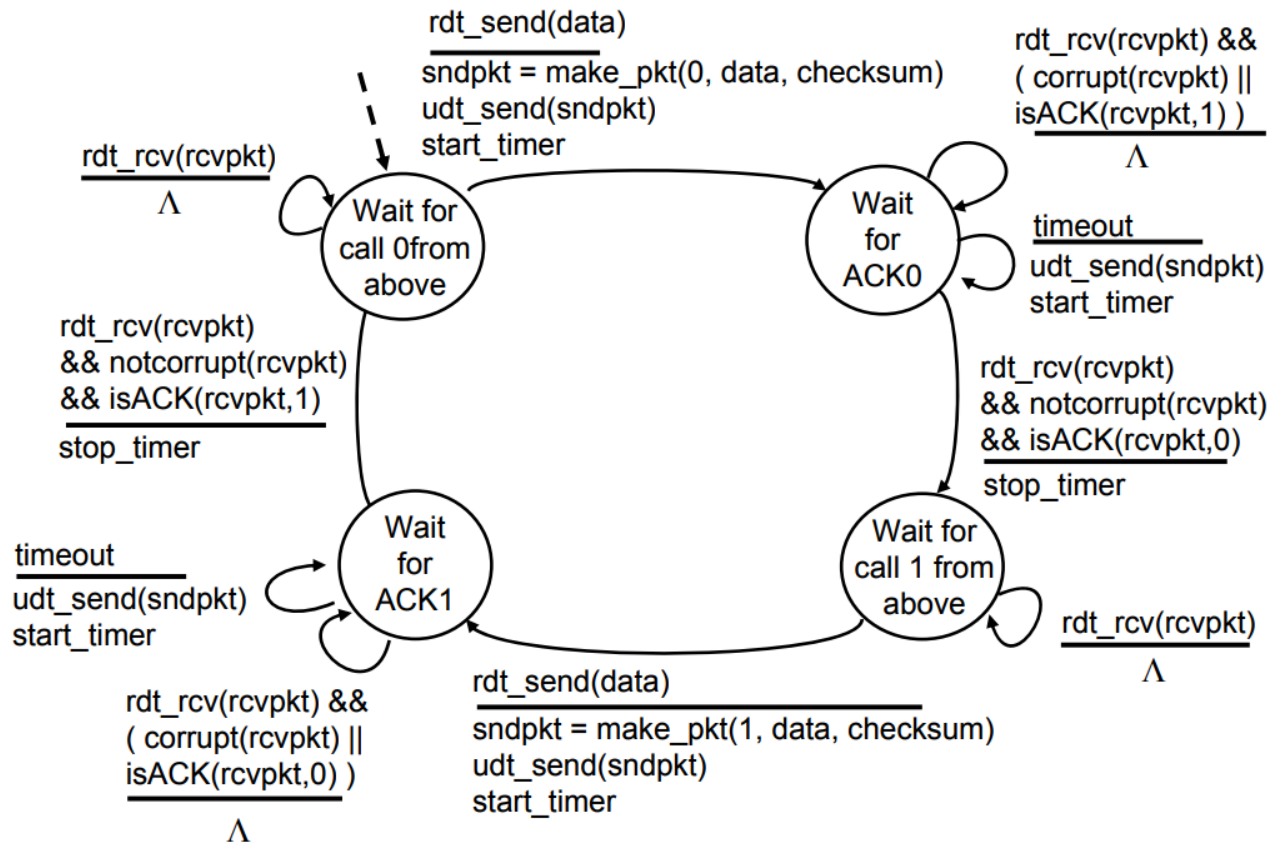 rdt_send(data)
sndpkt = make_pkt(0, data, checksum)
udt_send(sndpkt)
start_timer
rdt_rcv(rcvpkt) &&
( corrupt(rcvpkt) ||
isACK(rcvpkt,1) )
Λ
rdt_rcv(rcvpkt)
Λ
Wait for
call 0from
above
Wait
for
ACK0
timeout
udt_send(sndpkt)
start_timer
rdt_rcv(rcvpkt)
&& notcorrupt(rcvpkt)
&& isACK(rcvpkt,1)
stop_timer
rdt_rcv(rcvpkt)
&& notcorrupt(rcvpkt)
&& isACK(rcvpkt,0)
stop_timer
Wait
for
ACK1
Wait for
call 1 from
above
timeout
udt_send(sndpkt)
start_timer
rdt_rcv(rcvpkt)
Λ
rdt_rcv(rcvpkt) &&
( corrupt(rcvpkt) ||
isACK(rcvpkt,0) )
Λ
rdt_send(data)
sndpkt = make_pkt(1, data, checksum)
udt_send(sndpkt)
start_timer